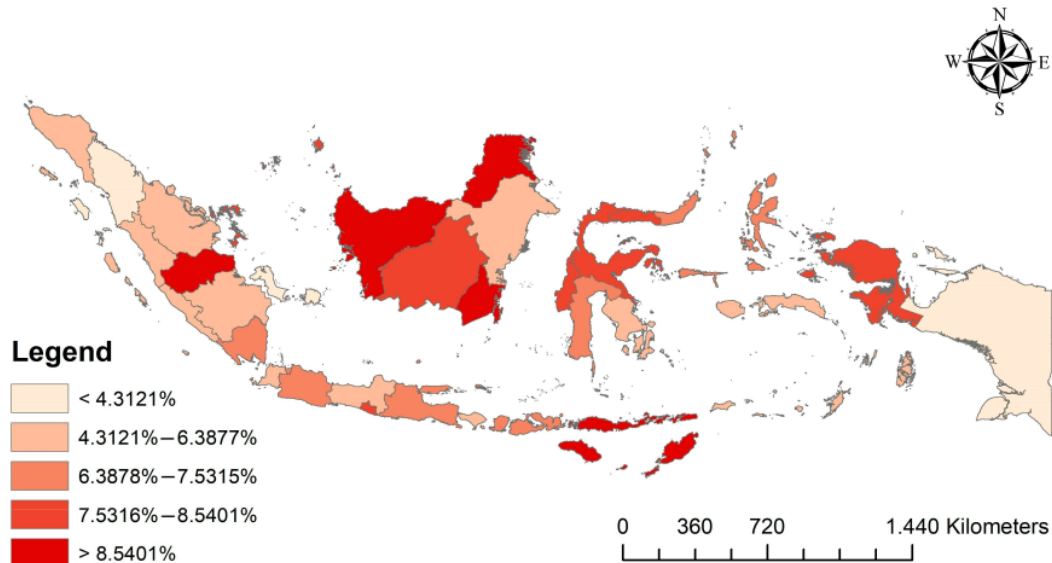 N
W E
S
Legend
< 4.3121%
4.3121%–6.3877%
6.3878%–7.5315%
7.5316%–8.5401%
> 8.5401%
0 360 720 1.440 Kilometers